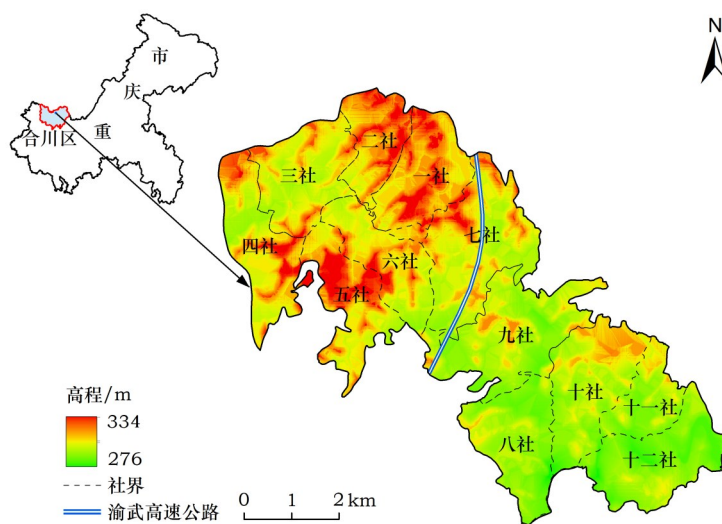 N
市
庆
重
合川区
二社
一社
三社
七社
四社
六社
五社
九社
十社
十一社
八社
十二社
高程/m
334
276
社界
渝武高速公路
0 1 2 km